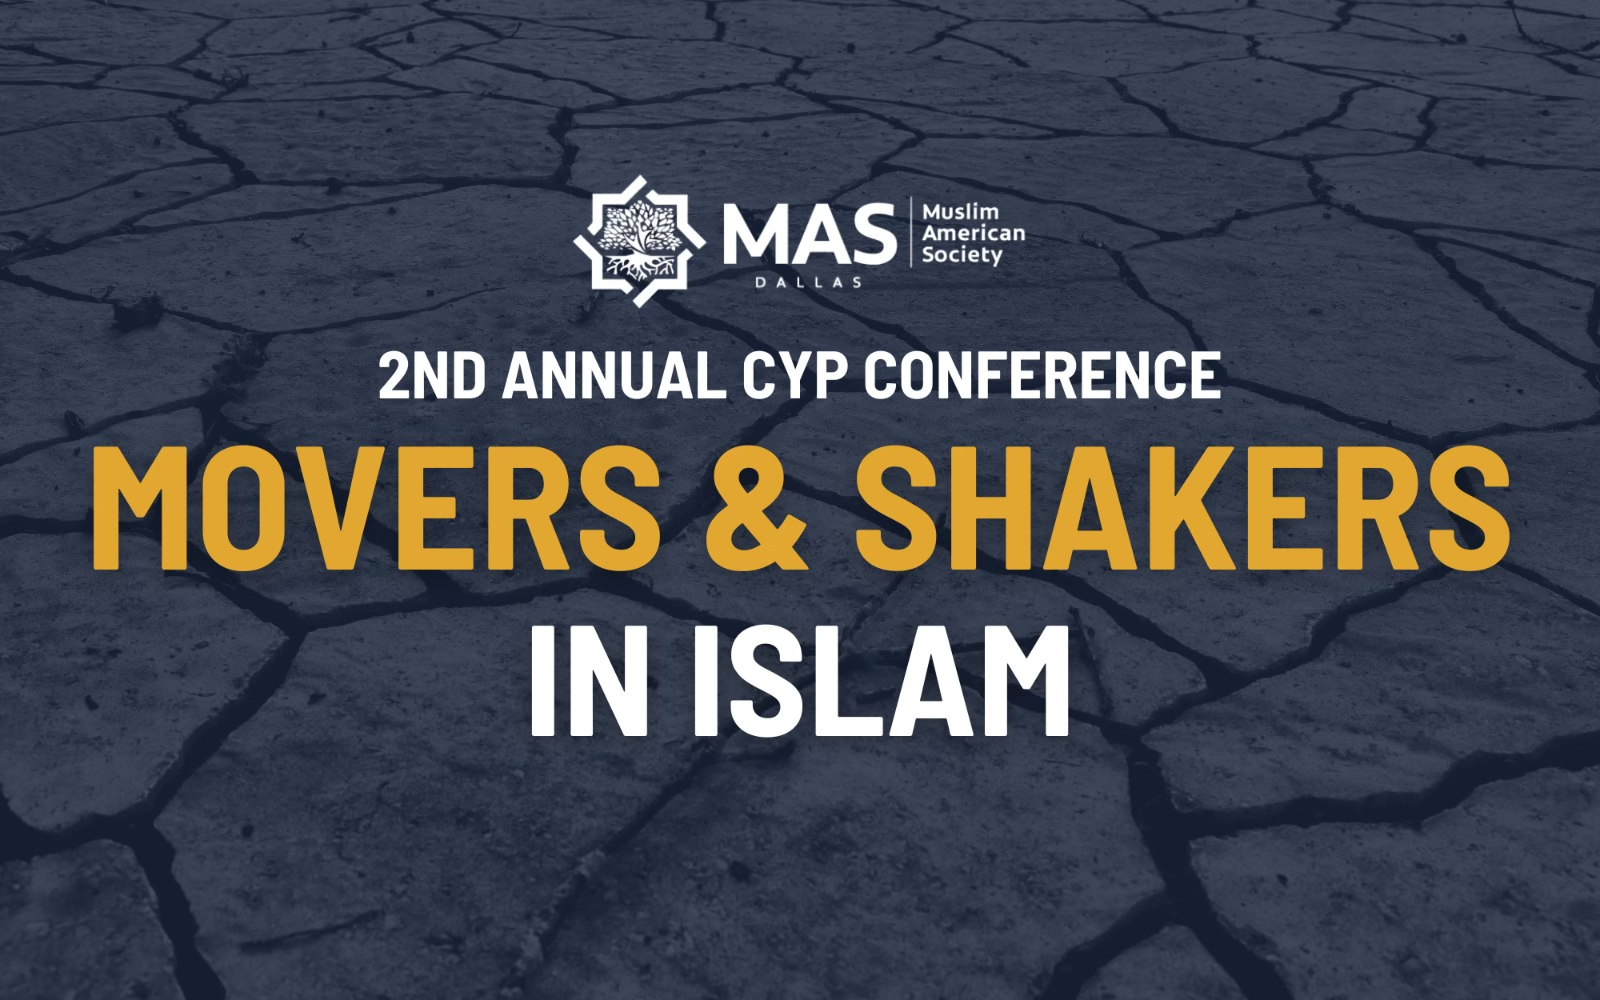 MAS
DALLAS
Muslim
American
Society
2ND ANNUAL CYP CONFERENCE
MOVERS & SHAKERS
IN ISLAM